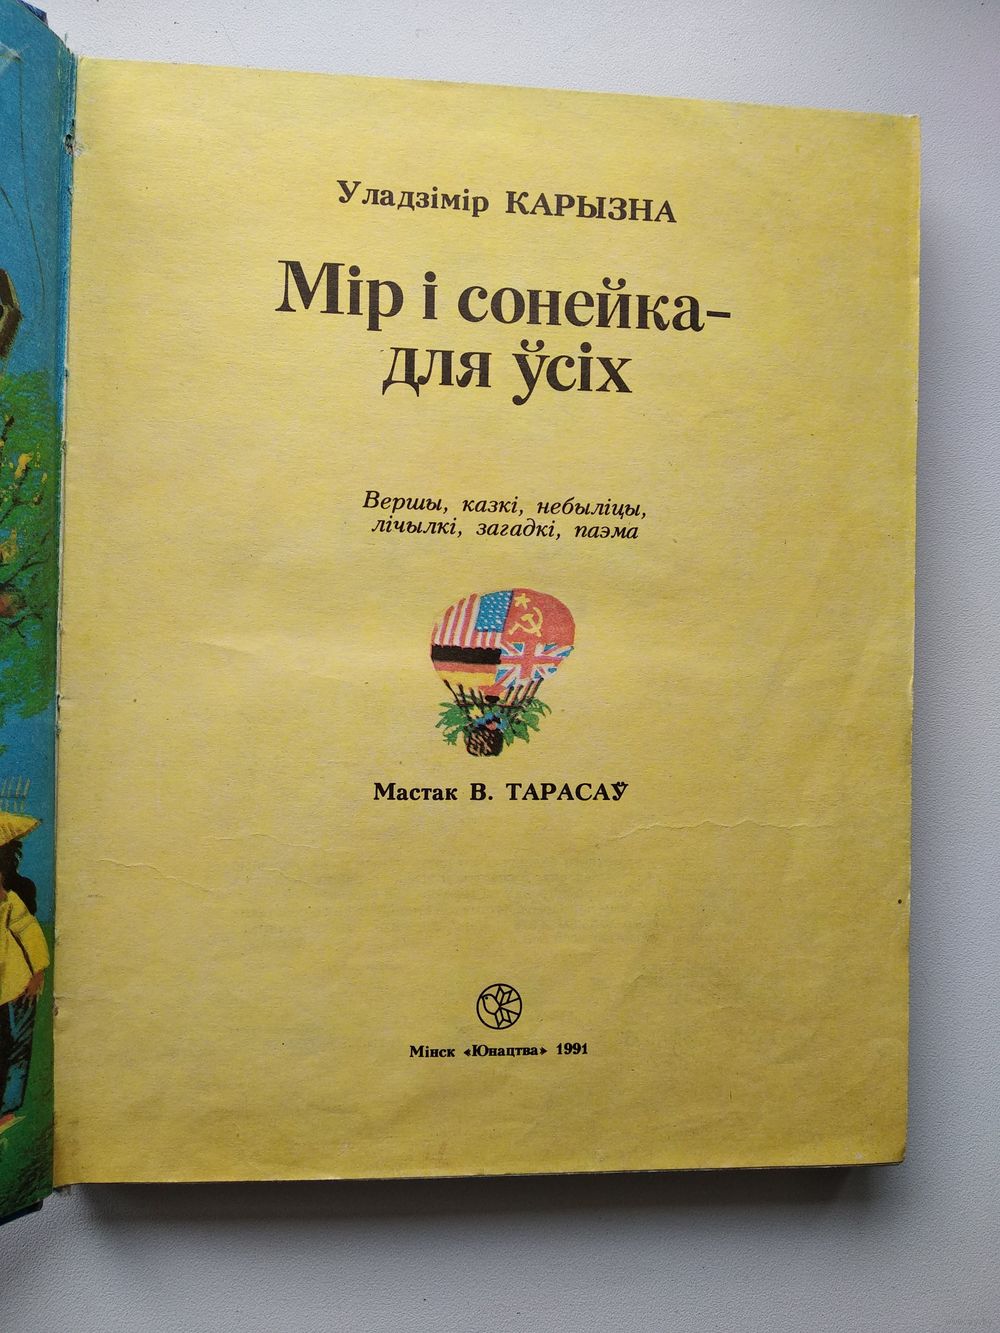 Уладзімір КАРЫЗНА
Мір і сонейка–
для ўсіх
Вершы, казкі, небыліцы,
лічылкі, загадкі, паэма
Мастак В. ТАРАСАЎ
Мінск «Юнацтва» 1991